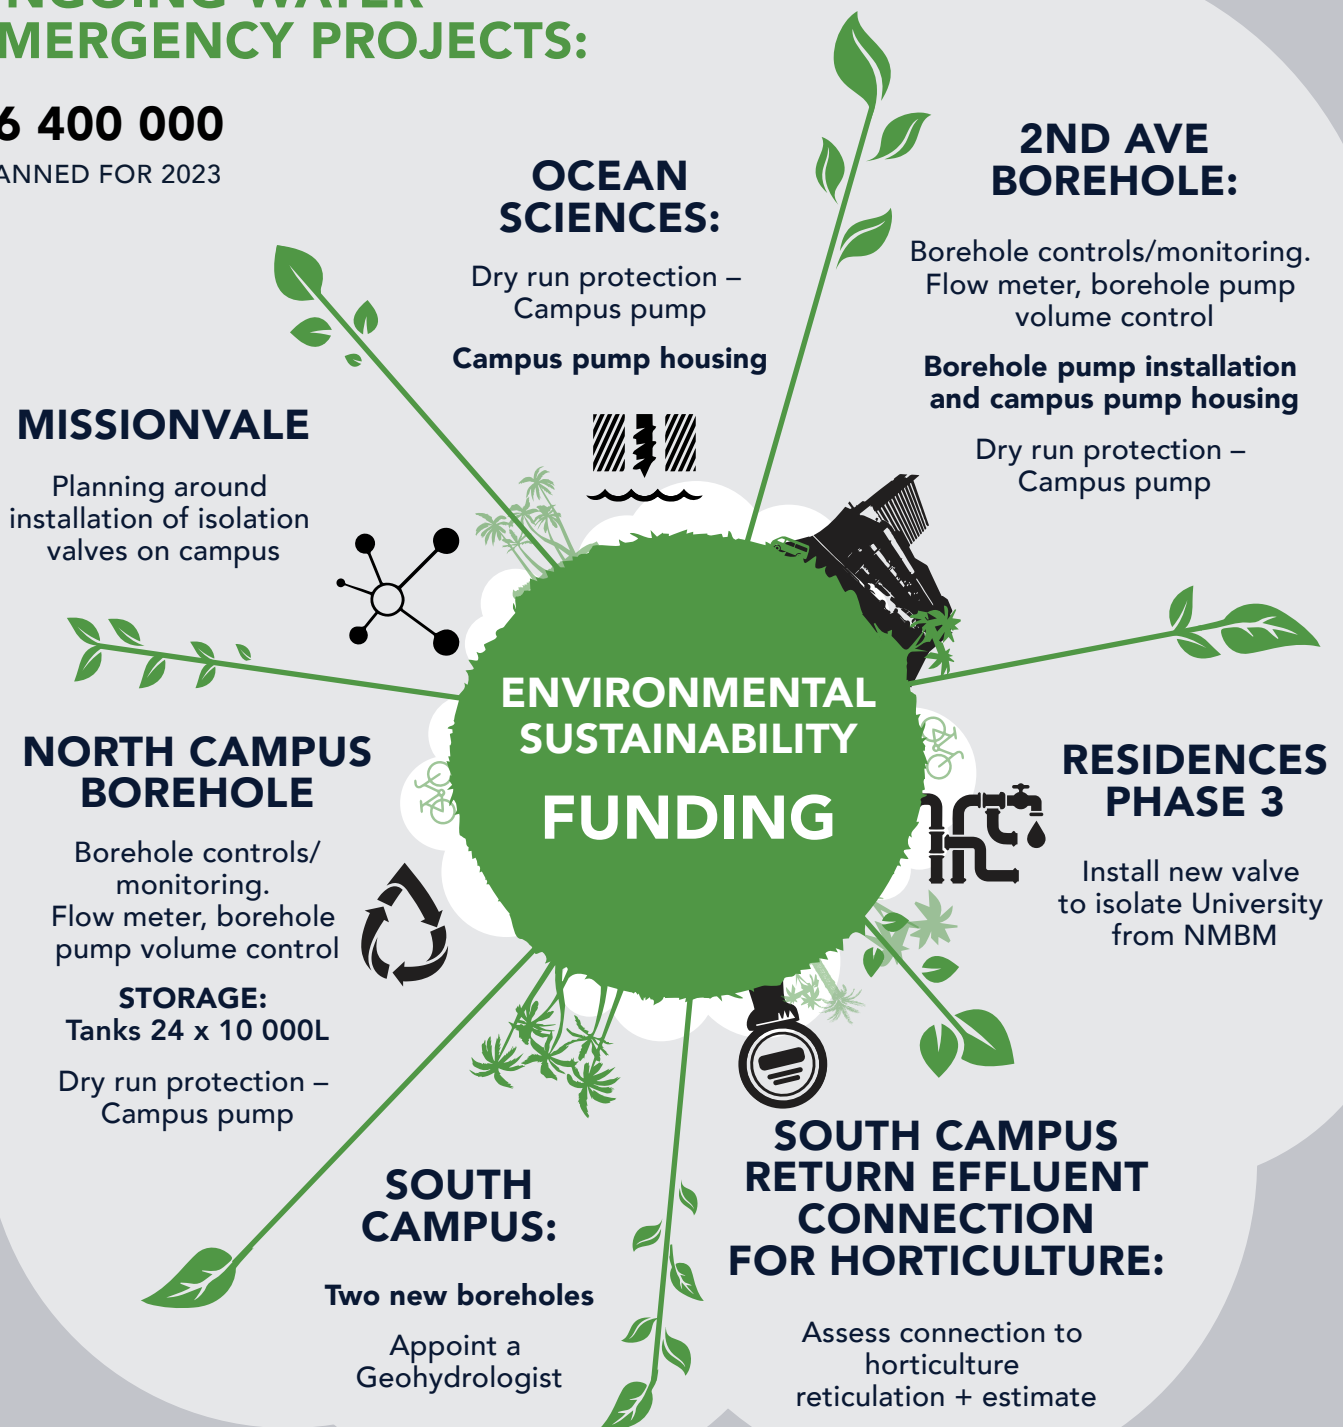 MERGENCY PROJECTS:
6 400 000
ANNED FOR 2023
OCEAN
SCIENCES:
Dry run protection –
Campus pump
Campus pump housing
2ND AVE
BOREHOLE:
Borehole controls/monitoring.
Flow meter, borehole pump
volume control
Borehole pump installation
and campus pump housing
Dry run protection –
Campus pump
MISSIONVALE
Planning around
installation of isolation
valves on campus
ENVIRONMENTAL
SUSTAINABILITY
FUNDING
NORTH CAMPUS
BOREHOLE
Borehole controls/
monitoring.
Flow meter, borehole
pump volume control
STORAGE:
Tanks 24 x 10 000L
Dry run protection –
Campus pump
RESIDENCES
PHASE 3
Install new valve
to isolate University
from NMBM
SOUTH
CAMPUS:
Two new boreholes
Appoint a
Geohydrologist
SOUTH CAMPUS
RETURN EFFLUENT
CONNECTION
FOR HORTICULTURE:
Assess connection to
horticulture
reticulation + estimate